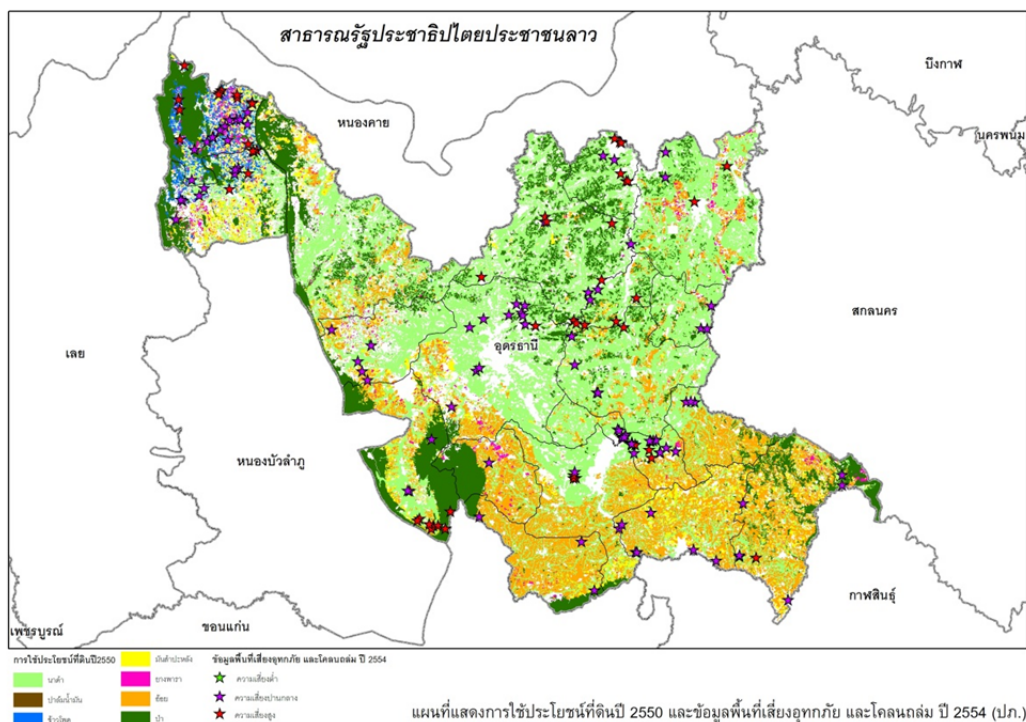 สาธารณรัฐประชาธิปไตยประชาชนลาว
บึงกาฬ
หนองคาย
นครพนม
สกลนคร
อุดรธานี
เลย
หนองบัวลำภู
กาฬสินธุ์
ขอนแก่น
เพชรบูรณ์
การใช้ประโยชน์ที่ดินปี2550
นาดำ
ปาล์มน้ำมัน
ข้าวโพด
มันสำปะหลัง
ยางพารา
อ้อย
ป่า
ข้อมูลพื้นที่เสี่ยงอุทกภัย และโคลนถล่ม ปี 2554
ความเสี่ยงต่ำ
ความเสี่ยงปานกลาง
ความเสี่ยงสูง
แผนที่แสดงการใช้ประโยชน์ที่ดินปี 2550 และข้อมูลพื้นที่เสี่ยงอุทกภัย และโคลนถล่ม ปี 2554 (ปภ.)